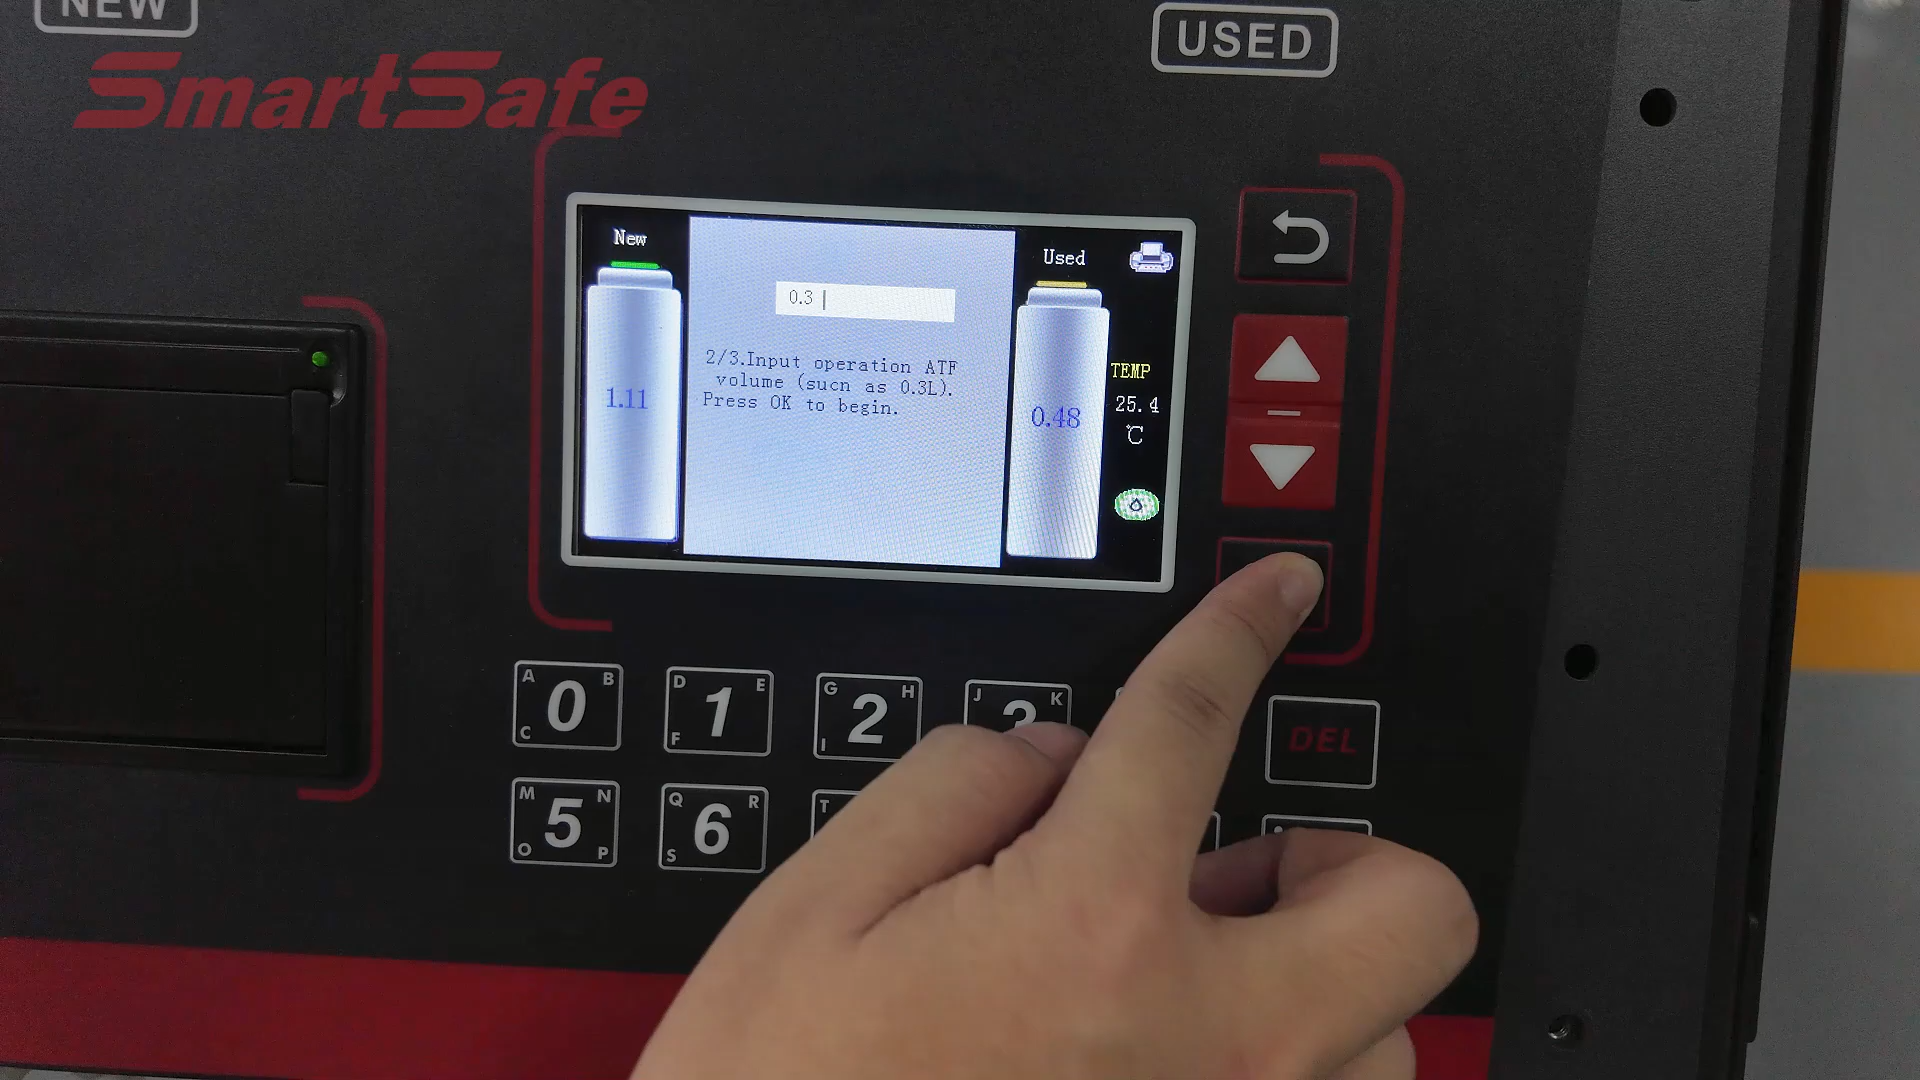 NEW
USED
SmartSafe
New
Used
0.3
2/3.Input operation ATF
volume (sucn as 0.3L).
Press OK to begin.
1.11
0.48
TEMP
25.4
℃
A B
0
C
D E
1
F
G H
2
I
J K
3
DEL
M N
5
O P
Q R
6
S
T